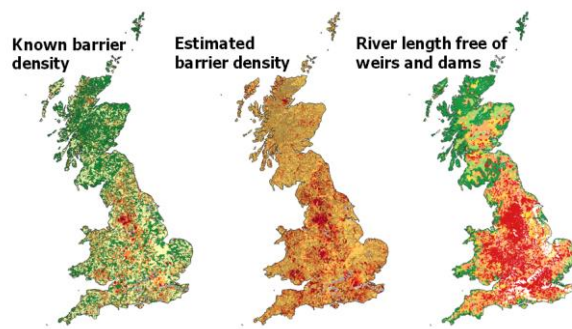 Known barrier
density
Estimated
barrier density
River length free of
weirs and dams